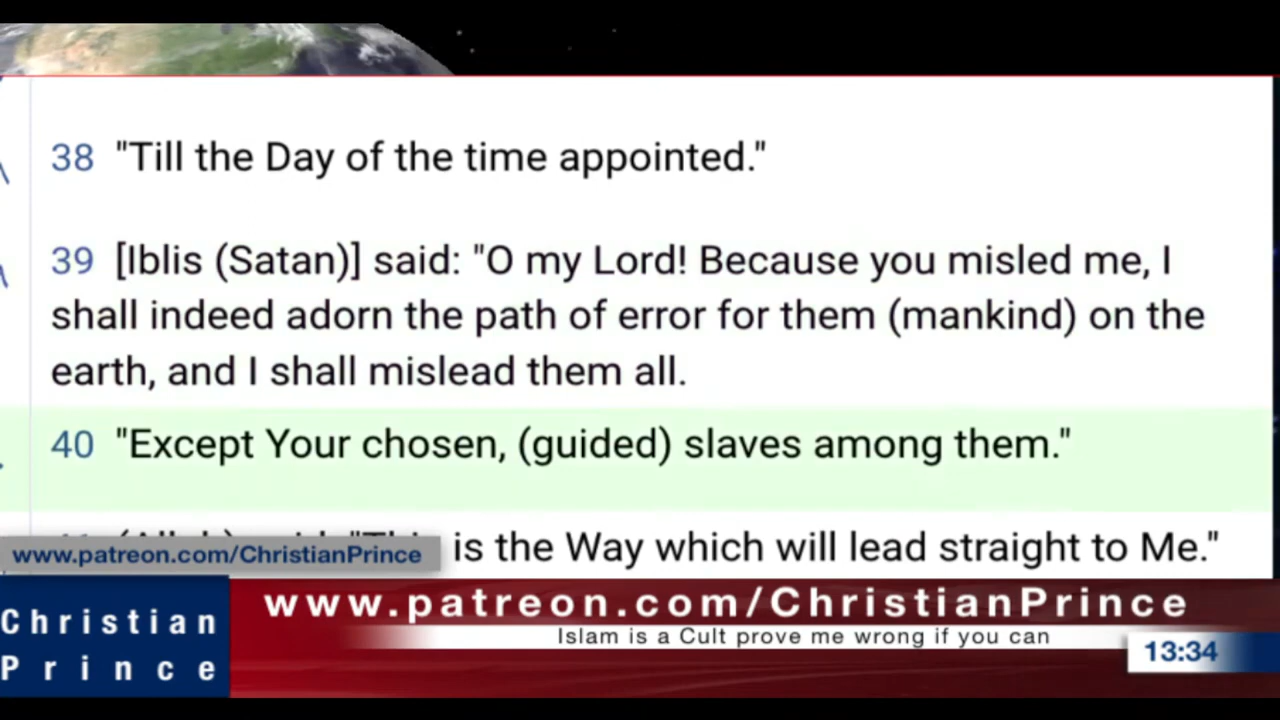 38 "Till the Day of the time appointed."
39 [Iblis (Satan)] said: "O my Lord! Because you misled me, I
shall indeed adorn the path of error for them (mankind) on the
earth, and I shall mislead them all.
40 "Except Your chosen, (guided) slaves among them."
is the Way which will lead straight to Me."
www.patreon.com/ChristianPrince
www.patreon.com/ChristianPrince
Islam is a Cult prove me wrong if you can
Christian
Prince
13:34